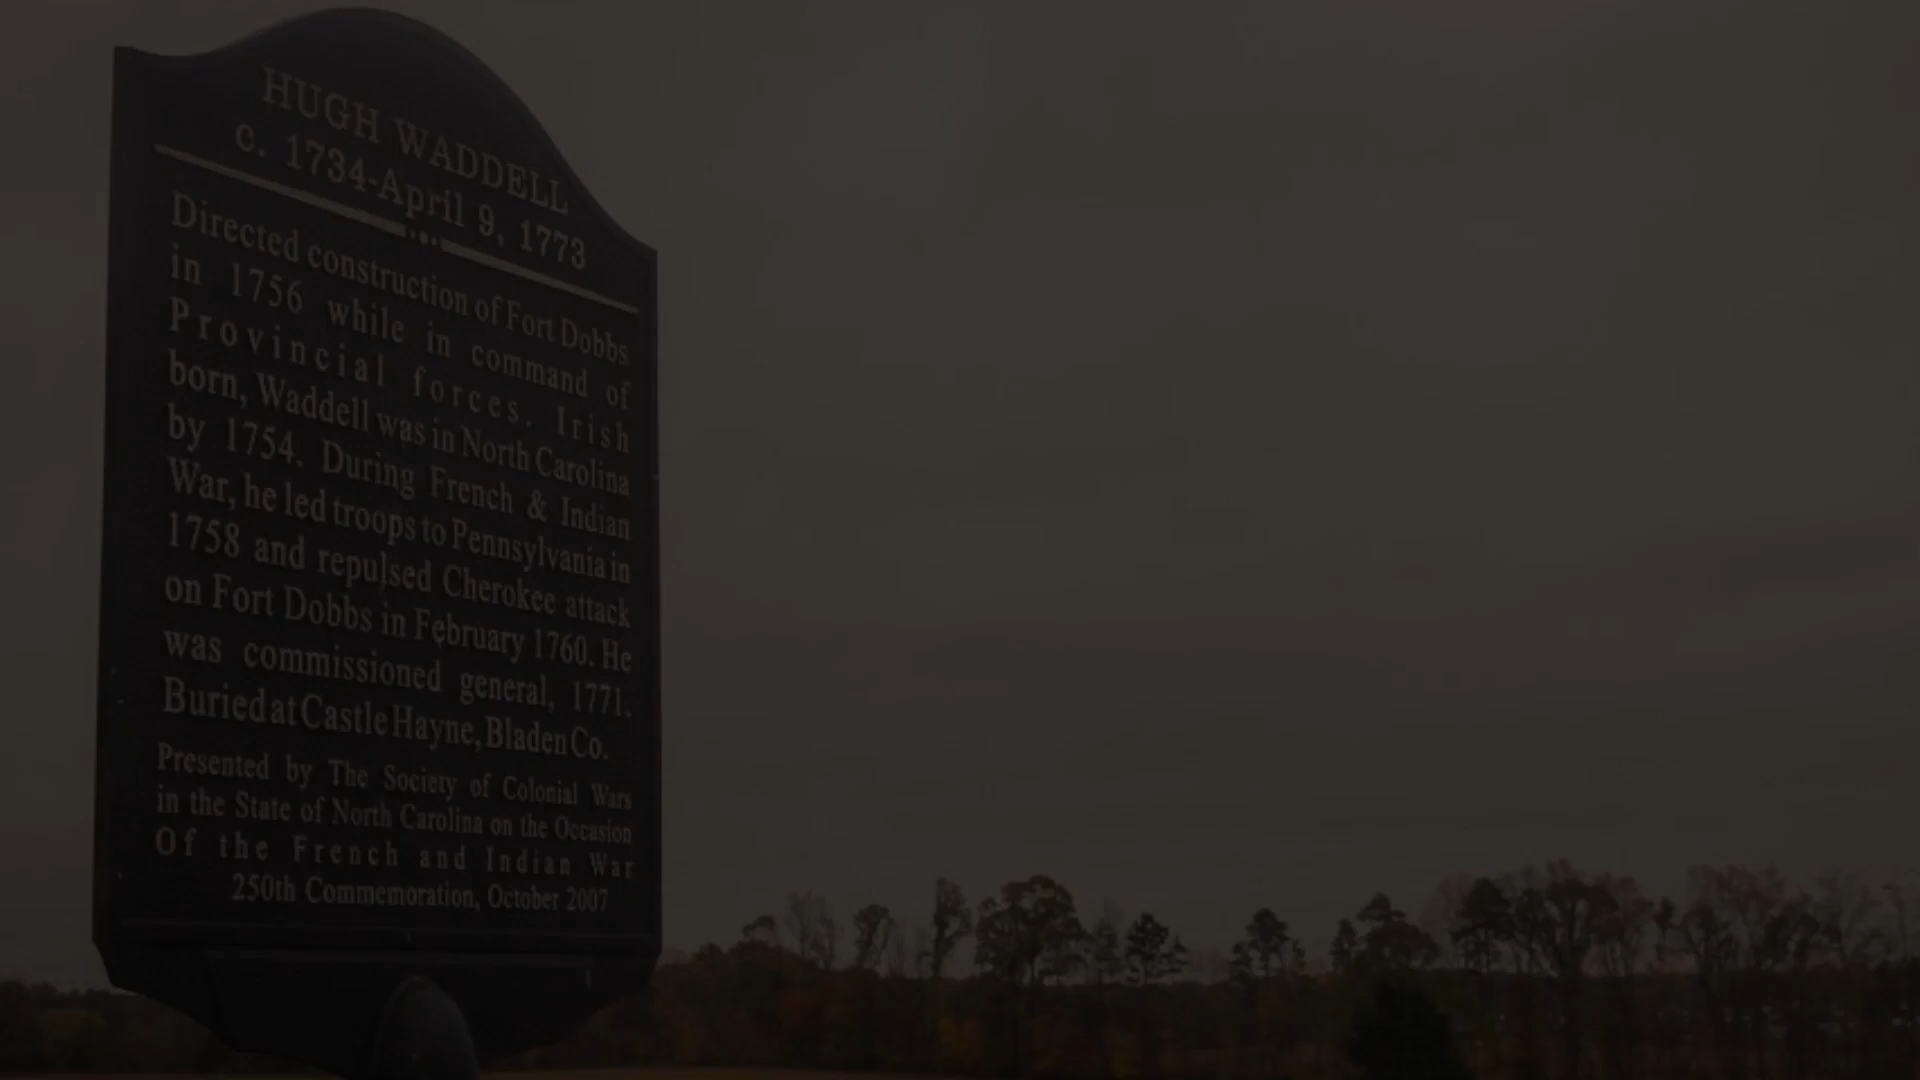 HUGH WADDELL
c. 1734-April 9, 1773
Directed construction of Fort Dobbs
in 1756 while in command of
Provincial forces. Irish
born, Waddell was in North Carolina
by 1754. During French & Indian
War, he led troops to Pennsylvania in
1758 and repulsed Cherokee attack
on Fort Dobbs in February 1760. He
was commissioned general, 1771.
Buried at Castle Hayne, Bladen Co.
Presented by The Society of Colonial Wars
in the State of North Carolina on the Occasion
Of the French and Indian War
250th Commemoration, October 2007